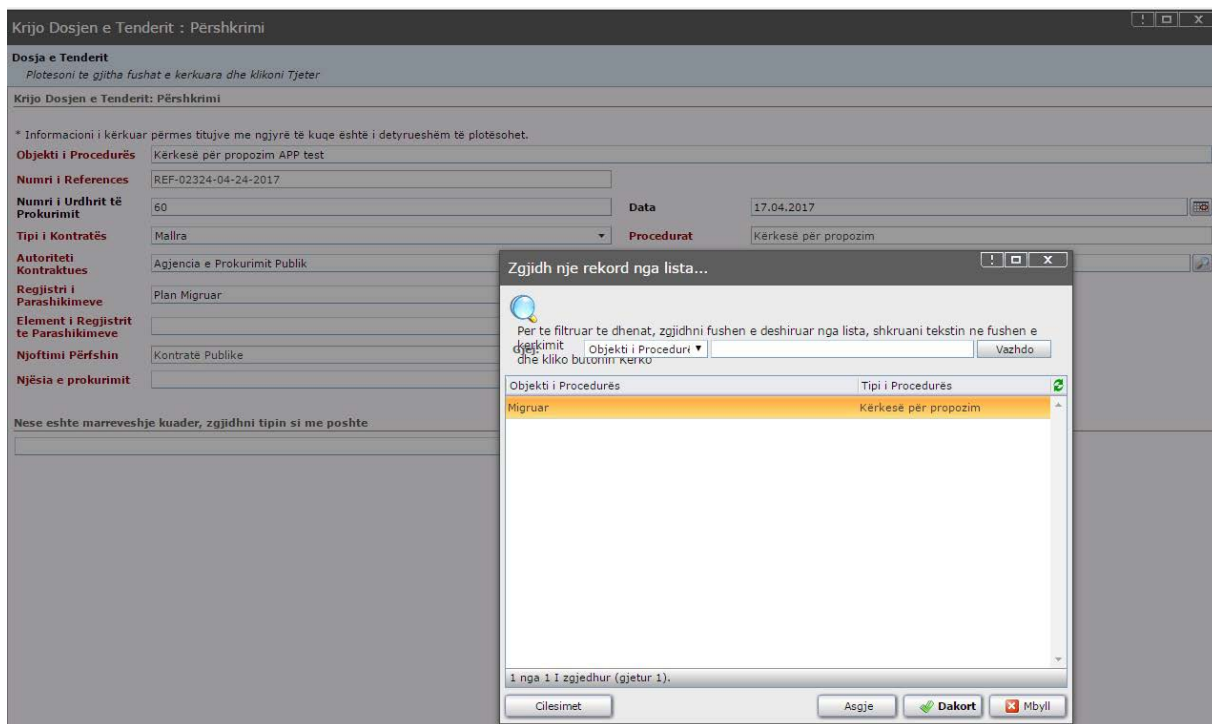 Krijo Dosjen e Tenderit : Përshkrimi
Dosja e Tenderit
Plotesoni te gjitha fushat e kerkuara dhe klikoni Tjeter
Krijo Dosjen e Tenderit: Përshkrimi
* Informacioni i kërkuar përmes titujve me ngjyrë të kuqe është i detyrueshëm të plotësohet.
Objekti i Procedurës Kërkesë për propozim APP test
Numri i References REF-02324-04-24-2017
Numri i Urdhrit të Prokurimit 60 Data 17.04.2017
Tipi i Kontratës Mallra Procedurat Kërkesë për propozim
Autoriteti Kontraktues Agjencia e Prokurimit Publik
Regjistri i Parashikimeve Plan Migruar
Element i Regjistrit te Parashikimeve
Njoftimi Përfshin Kontratë Publike
Njësia e prokurimit
Nese eshte marreveshje kuader, zgjidhni tipin si me poshte
Zgjidh nje rekord nga lista...
Per te filtruar te dhenat, zgjidhni fushen e deshiruar nga lista, shkruani tekstin ne fushen e
kerkimit
Gjej: Objekti i Procedurë Vazhdo
dhe kliko butonin Kerko
Objekti i Procedurës Tipi i Procedurës
Migruar Kërkesë për propozim
1 nga 1 I zgjedhur (gjetur 1).
Cilesimet Asgje Dakort Mbyll